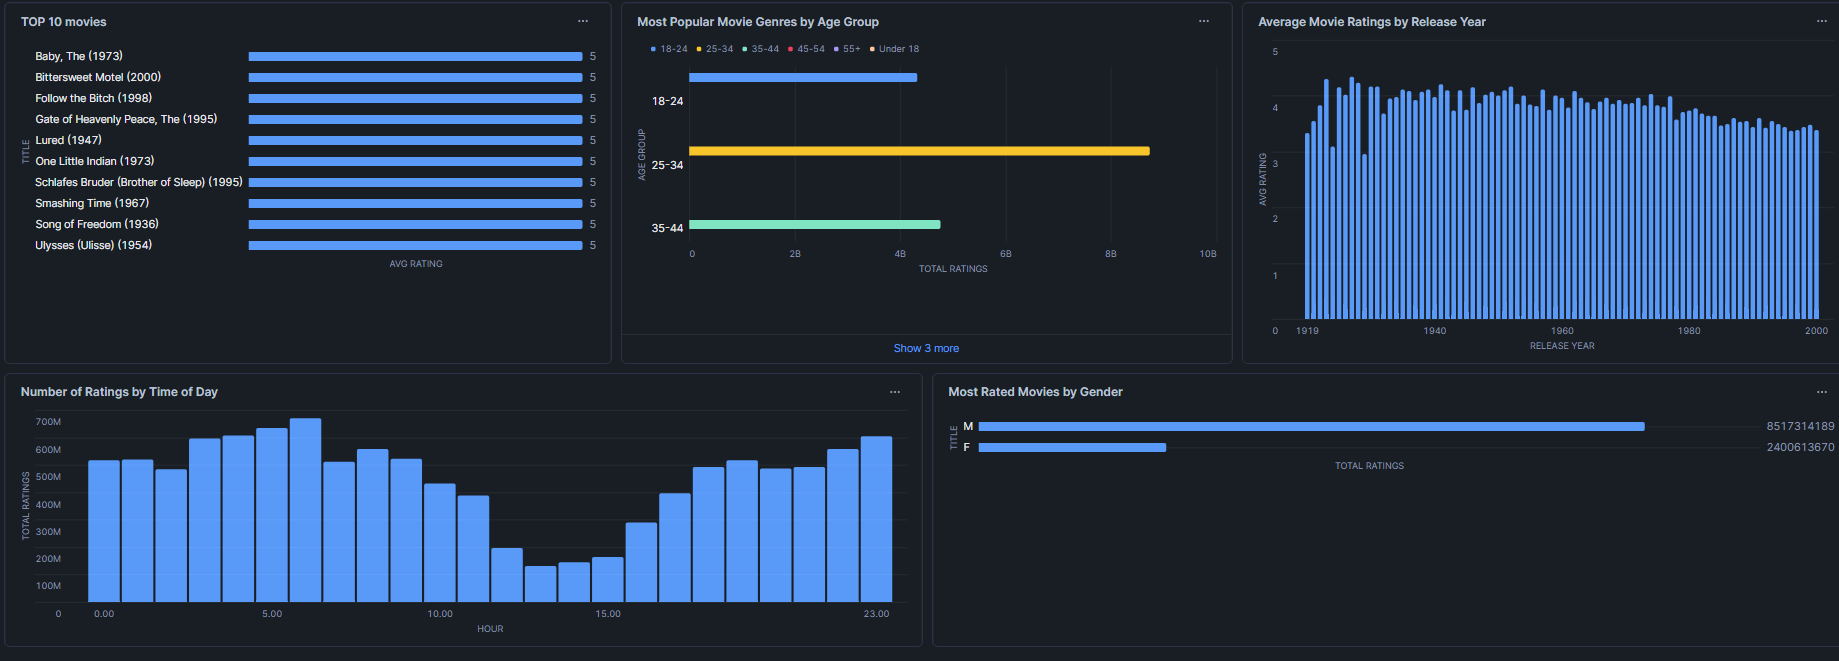 TOP 10 movies
...
TITLE
Baby, The (1973) 5
Bittersweet Motel (2000) 5
Follow the Bitch (1998) 5
Gate of Heavenly Peace, The (1995) 5
Lured (1947) 5
One Little Indian (1973) 5
Schlafes Bruder (Brother of Sleep) (1995) 5
Smashing Time (1967) 5
Song of Freedom (1936) 5
Ulysses (Ulisse) (1954) 5
AVG RATING
Most Popular Movie Genres by Age Group
...
18-24 25-34 35-44 45-54 55+ Under 18
AGE GROUP
18-24
25-34
35-44
0 2B 4B 6B 8B 10B
TOTAL RATINGS
Show 3 more
Average Movie Ratings by Release Year
...
AVG RATING
5
4
3
2
1
0 1919 1940 1960 1980 2000
RELEASE YEAR
Number of Ratings by Time of Day
...
TOTAL RATINGS
700M
600M
500M
400M
300M
200M
100M
0 0.00 5.00 10.00 15.00 23.00
HOUR
Most Rated Movies by Gender
...
TITLE
M 8517314189
F 2400613670
TOTAL RATINGS